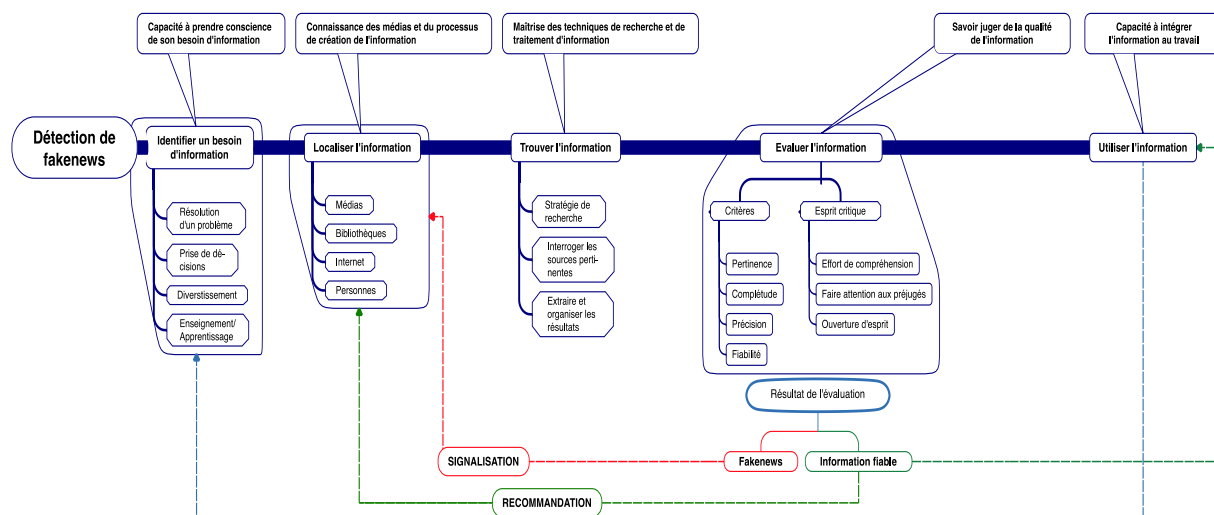 Capacité à prendre conscience
de son besoin d'information
Connaissance des médias et du processus
de création de l'information
Maîtrise des techniques de recherche et de
traitement d'information
Savoir juger de la qualité
de l'information
Capacité à intégrer
l'information au travail
Détection de
fakenews
Identifier un besoin
d'information
Localiser l'information
Trouver l'information
Evaluer l'information
Utiliser l'information
Résolution
d'un problème
Prise de dé-
cisions
Diverstissement
Enseignement/
Apprentissage
Médias
Bibliothèques
Internet
Personnes
Stratégie de
recherche
Interroger les
sources perti-
nentes
Extraire et
organiser les
résultats
Critères
Pertinence
Complétude
Précision
Fiabilité
Esprit critique
Effort de compréhension
Faire attention aux préjugés
Ouverture d'esprit
Résultat de l'évaluation
Fakenews
Information fiable
SIGNALISATION
RECOMMANDATION